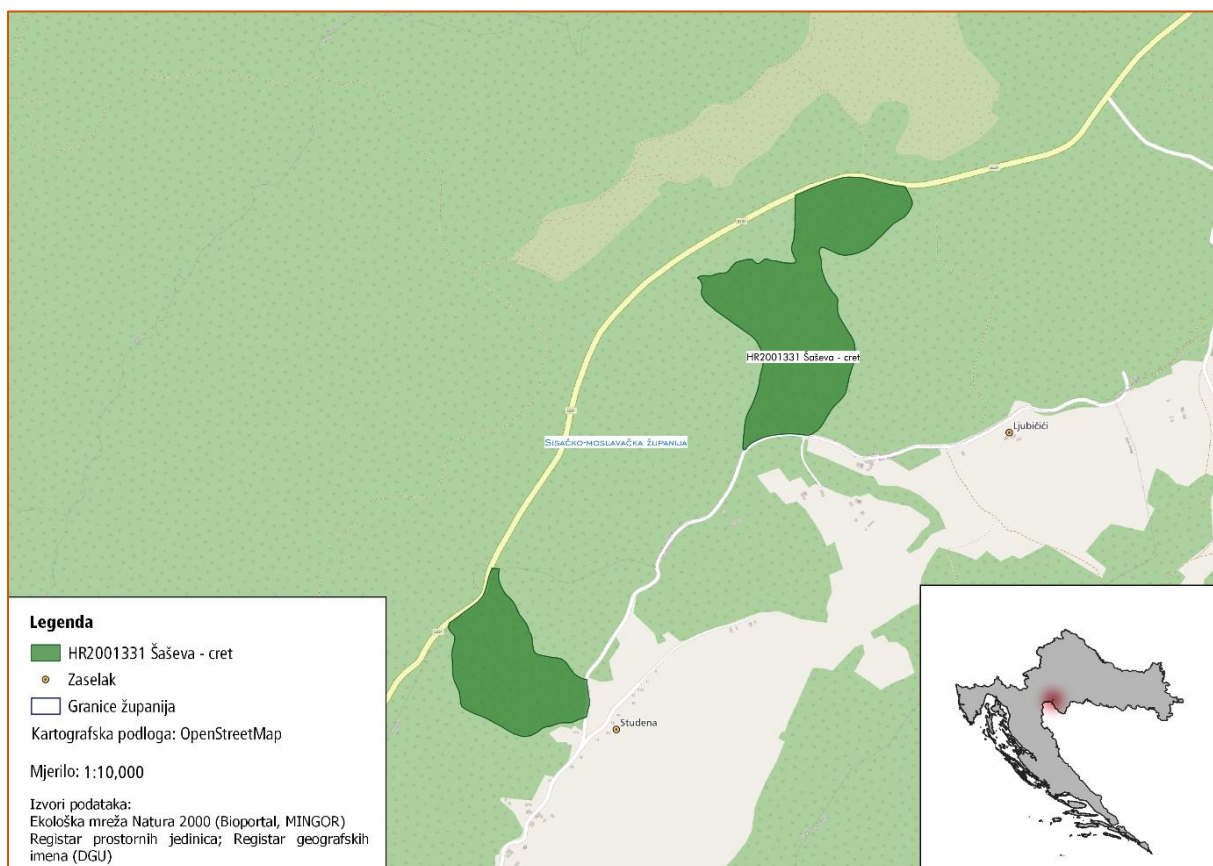 HR2001331 Šaševa - cret
Ljubičići
SISAČKO-MOSLAVAČKA ŽUPANIJA
Studena
Legenda
HR2001331 Šaševa - cret
Zaselak
Granice županija
Kartografska podloga: OpenStreetMap
Mjerilo: 1:10,000
Izvori podataka:
Ekološka mreža Natura 2000 (Bioportal, MINGOR)
Registar prostornih jedinica; Registar geografskih
imena (DGU)